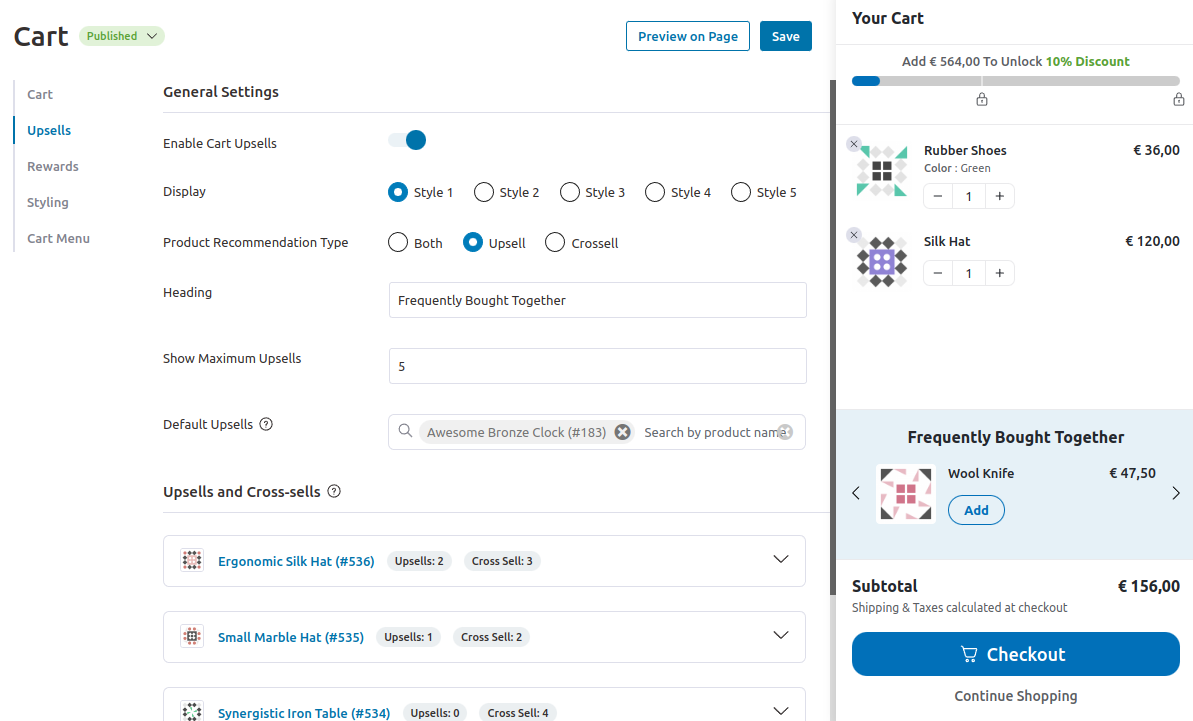 Cart
Published
Preview on Page
Save
Cart
Upsells
Rewards
Styling
Cart Menu
General Settings
Enable Cart Upsells
Display
Style 1
Style 2
Style 3
Style 4
Style 5
Product Recommendation Type
Both
Upsell
Crossell
Heading
Frequently Bought Together
Show Maximum Upsells
5
Default Upsells
Awesome Bronze Clock (#183)
Search by product name
Upsells and Cross-sells
Ergonomic Silk Hat (#536)
Upsells: 2
Cross Sell: 3
Small Marble Hat (#535)
Upsells: 1
Cross Sell: 2
Synergistic Iron Table (#534)
Upsells: 0
Cross Sell: 4
Your Cart
Add € 564,00 To Unlock 10% Discount
Rubber Shoes
€ 36,00
Color : Green
− 1 +
Silk Hat
€ 120,00
− 1 +
Frequently Bought Together
Wool Knife
€ 47,50
Add
Subtotal
€ 156,00
Shipping & Taxes calculated at checkout
Checkout
Continue Shopping